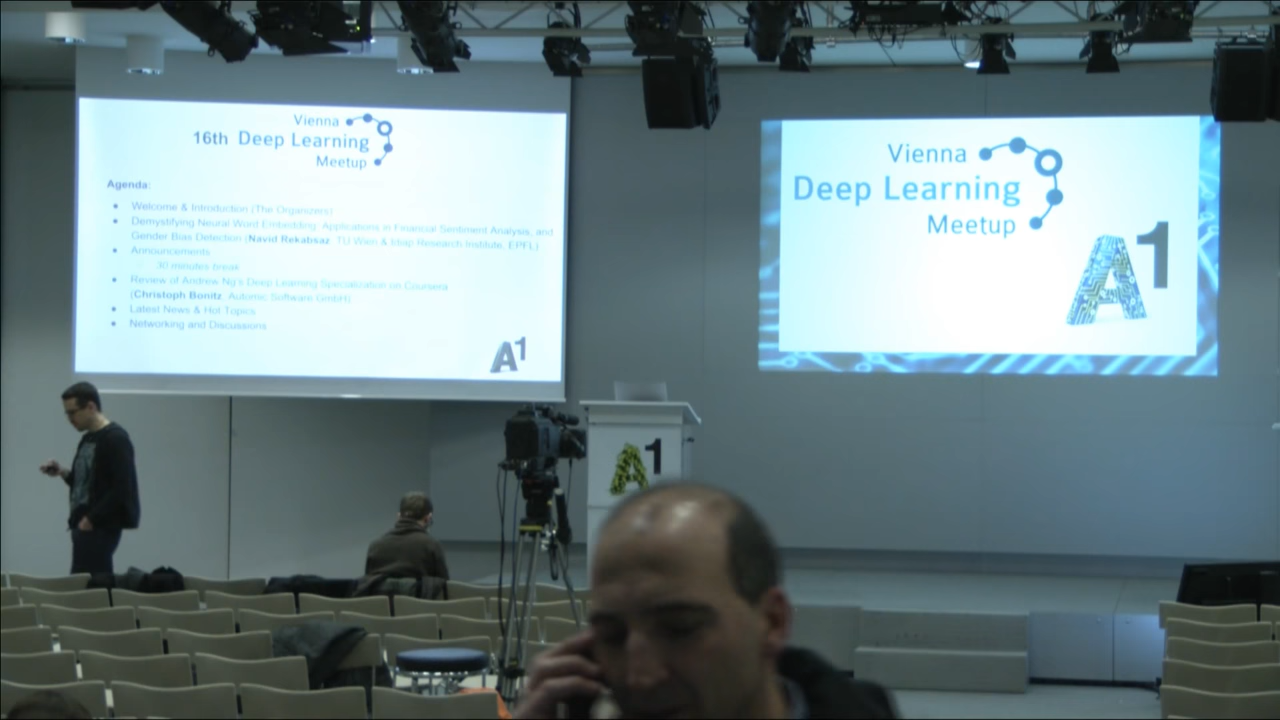 Vienna
16th Deep Learning
Meetup
Agenda:
Welcome & Introduction (The Organizers)
Demystifying Neural Word Embedding: Applications in Financial Sentiment Analysis, and
Gender Bias Detection (Navid Rekabsaz, TU Wien & Idiap Research Institute, EPFL)
Announcements
30 minutes break
Review of Andrew Ng's Deep Learning Specialization on Coursera
(Christoph Bonitz, Automic Software GmbH)
Latest News & Hot Topics
Networking and Discussions
A1
Vienna
Deep Learning
Meetup
A1
A1